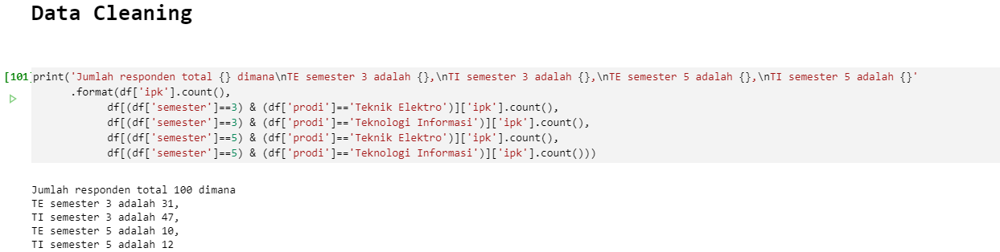 Data Cleaning
[101]
print('Jumlah responden total {} dimana\nTE semester 3 adalah {},\nTI semester 3 adalah {},\nTE semester 5 adalah {},\nTI semester 5 adalah {}'
.format(df['ipk'].count(),
df[(df['semester']==3) & (df['prodi']=='Teknik Elektro')]['ipk'].count(),
df[(df['semester']==3) & (df['prodi']=='Teknologi Informasi')]['ipk'].count(),
df[(df['semester']==5) & (df['prodi']=='Teknik Elektro')]['ipk'].count(),
df[(df['semester']==5) & (df['prodi']=='Teknologi Informasi')]['ipk'].count()))
Jumlah responden total 100 dimana
TE semester 3 adalah 31,
TI semester 3 adalah 47,
TE semester 5 adalah 10,
TI semester 5 adalah 12